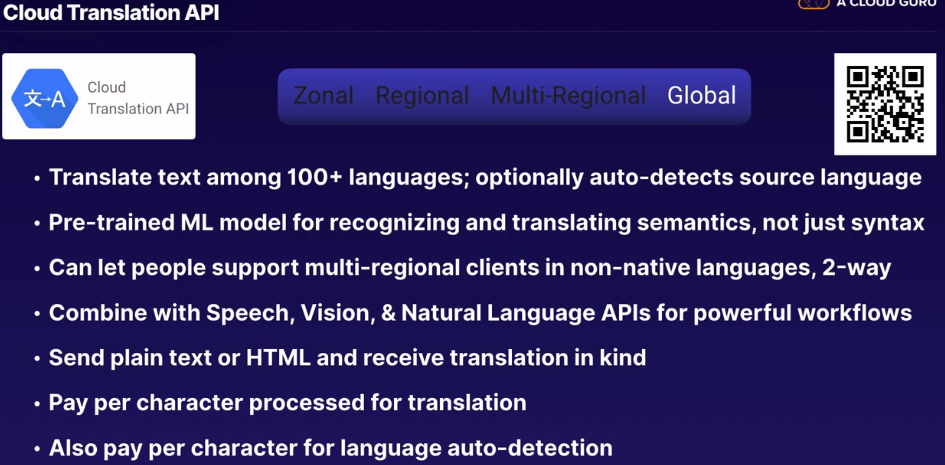 Cloud Translation API
A CLOUD GURU
文→A
Cloud
Translation API
Zonal Regional Multi-Regional Global
• Translate text among 100+ languages; optionally auto-detects source language
• Pre-trained ML model for recognizing and translating semantics, not just syntax
• Can let people support multi-regional clients in non-native languages, 2-way
• Combine with Speech, Vision, & Natural Language APIs for powerful workflows
• Send plain text or HTML and receive translation in kind
• Pay per character processed for translation
• Also pay per character for language auto-detection